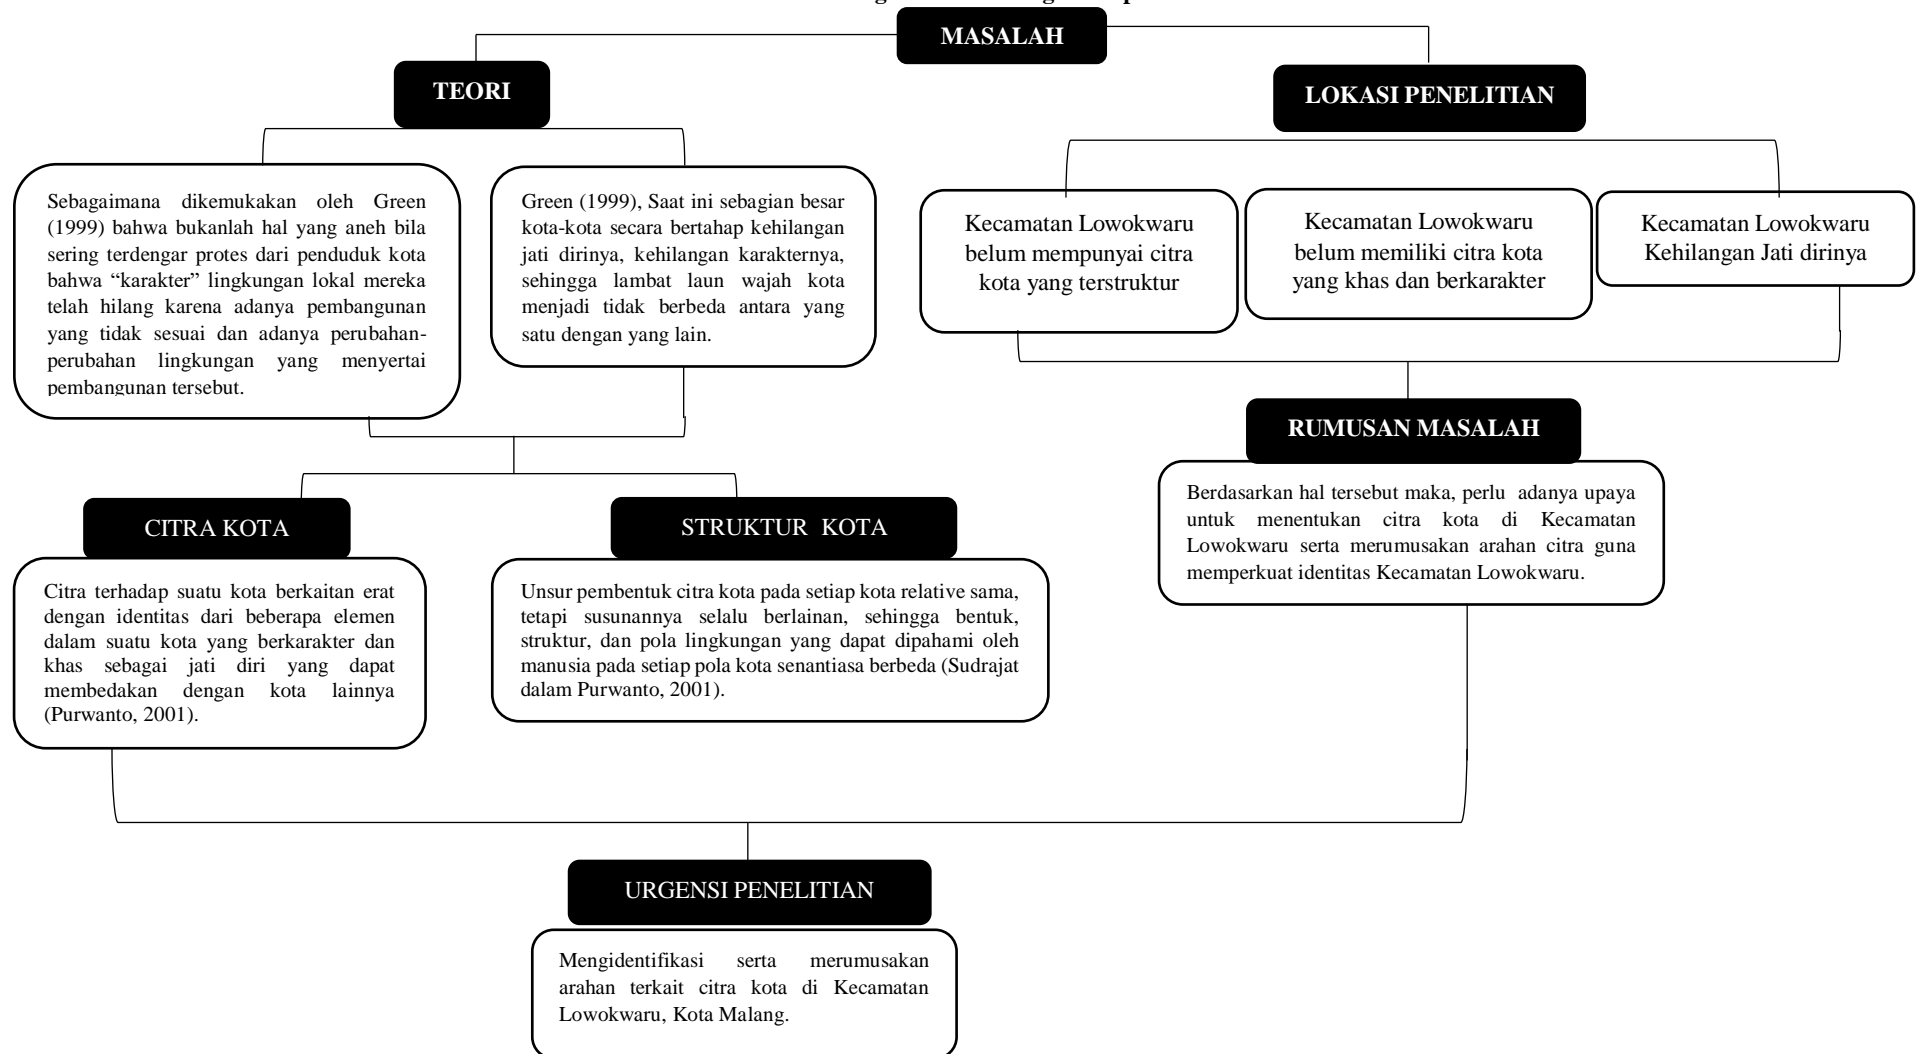 MASALAH
TEORI
LOKASI PENELITIAN
Sebagaimana dikemukakan oleh Green
(1999) bahwa bukanlah hal yang aneh bila
sering terdengar protes dari penduduk kota
bahwa “karakter” lingkungan lokal mereka
telah hilang karena adanya pembangunan
yang tidak sesuai dan adanya perubahan-
perubahan lingkungan yang menyertai
pembangunan tersebut.
Green (1999), Saat ini sebagian besar
kota-kota secara bertahap kehilangan
jati dirinya, kehilangan karakternya,
sehingga lambat laun wajah kota
menjadi tidak berbeda antara yang
satu dengan yang lain.
Kecamatan Lowokwaru
belum mempunyai citra
kota yang terstruktur
Kecamatan Lowokwaru
belum memiliki citra kota
yang khas dan berkarakter
Kecamatan Lowokwaru
Kehilangan Jati dirinya
RUMUSAN MASALAH
Berdasarkan hal tersebut maka, perlu adanya upaya
untuk menentukan citra kota di Kecamatan
Lowokwaru serta merumusakan arahan citra guna
memperkuat identitas Kecamatan Lowokwaru.
CITRA KOTA
Citra terhadap suatu kota berkaitan erat
dengan identitas dari beberapa elemen
dalam suatu kota yang berkarakter dan
khas sebagai jati diri yang dapat
membedakan dengan kota lainnya
(Purwanto, 2001).
STRUKTUR KOTA
Unsur pembentuk citra kota pada setiap kota relative sama,
tetapi susunannya selalu berlainan, sehingga bentuk,
struktur, dan pola lingkungan yang dapat dipahami oleh
manusia pada setiap pola kota senantiasa berbeda (Sudrajat
dalam Purwanto, 2001).
URGENSI PENELITIAN
Mengidentifikasi serta merumusakan
arahan terkait citra kota di Kecamatan
Lowokwaru, Kota Malang.